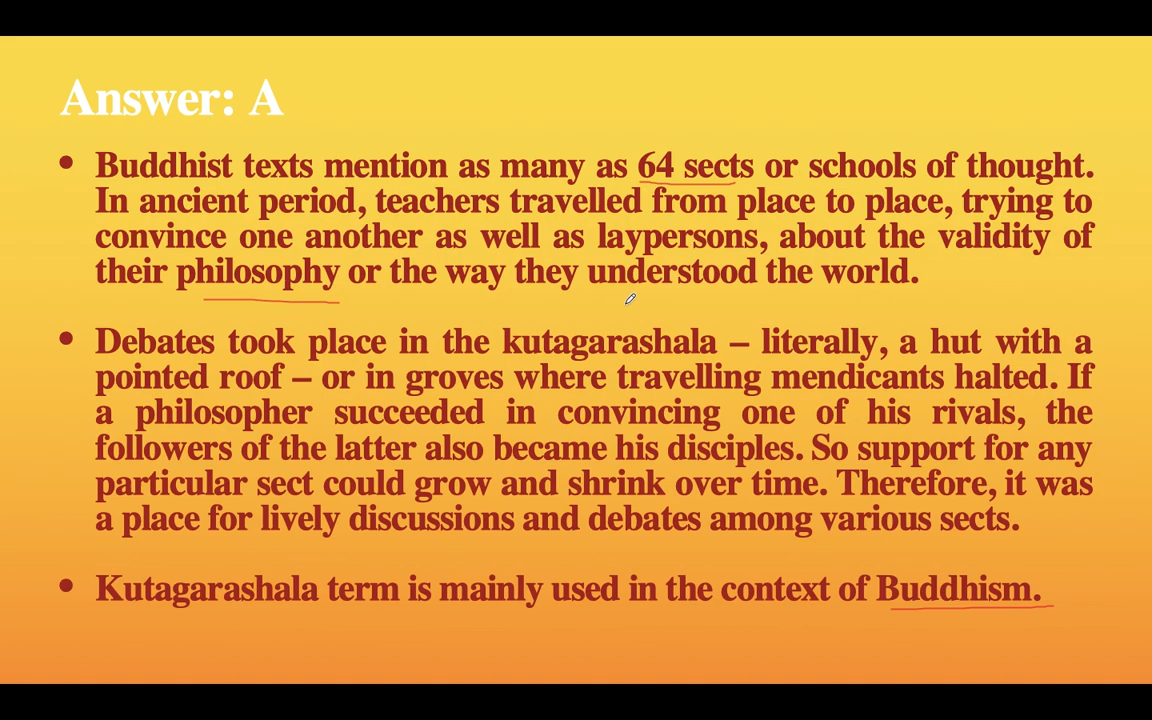 Answer: A
• Buddhist texts mention as many as 64 sects or schools of thought.
In ancient period, teachers travelled from place to place, trying to
convince one another as well as laypersons, about the validity of
their philosophy or the way they understood the world.
• Debates took place in the kutagarashala – literally, a hut with a
pointed roof – or in groves where travelling mendicants halted. If
a philosopher succeeded in convincing one of his rivals, the
followers of the latter also became his disciples. So support for any
particular sect could grow and shrink over time. Therefore, it was
a place for lively discussions and debates among various sects.
• Kutagarashala term is mainly used in the context of Buddhism.